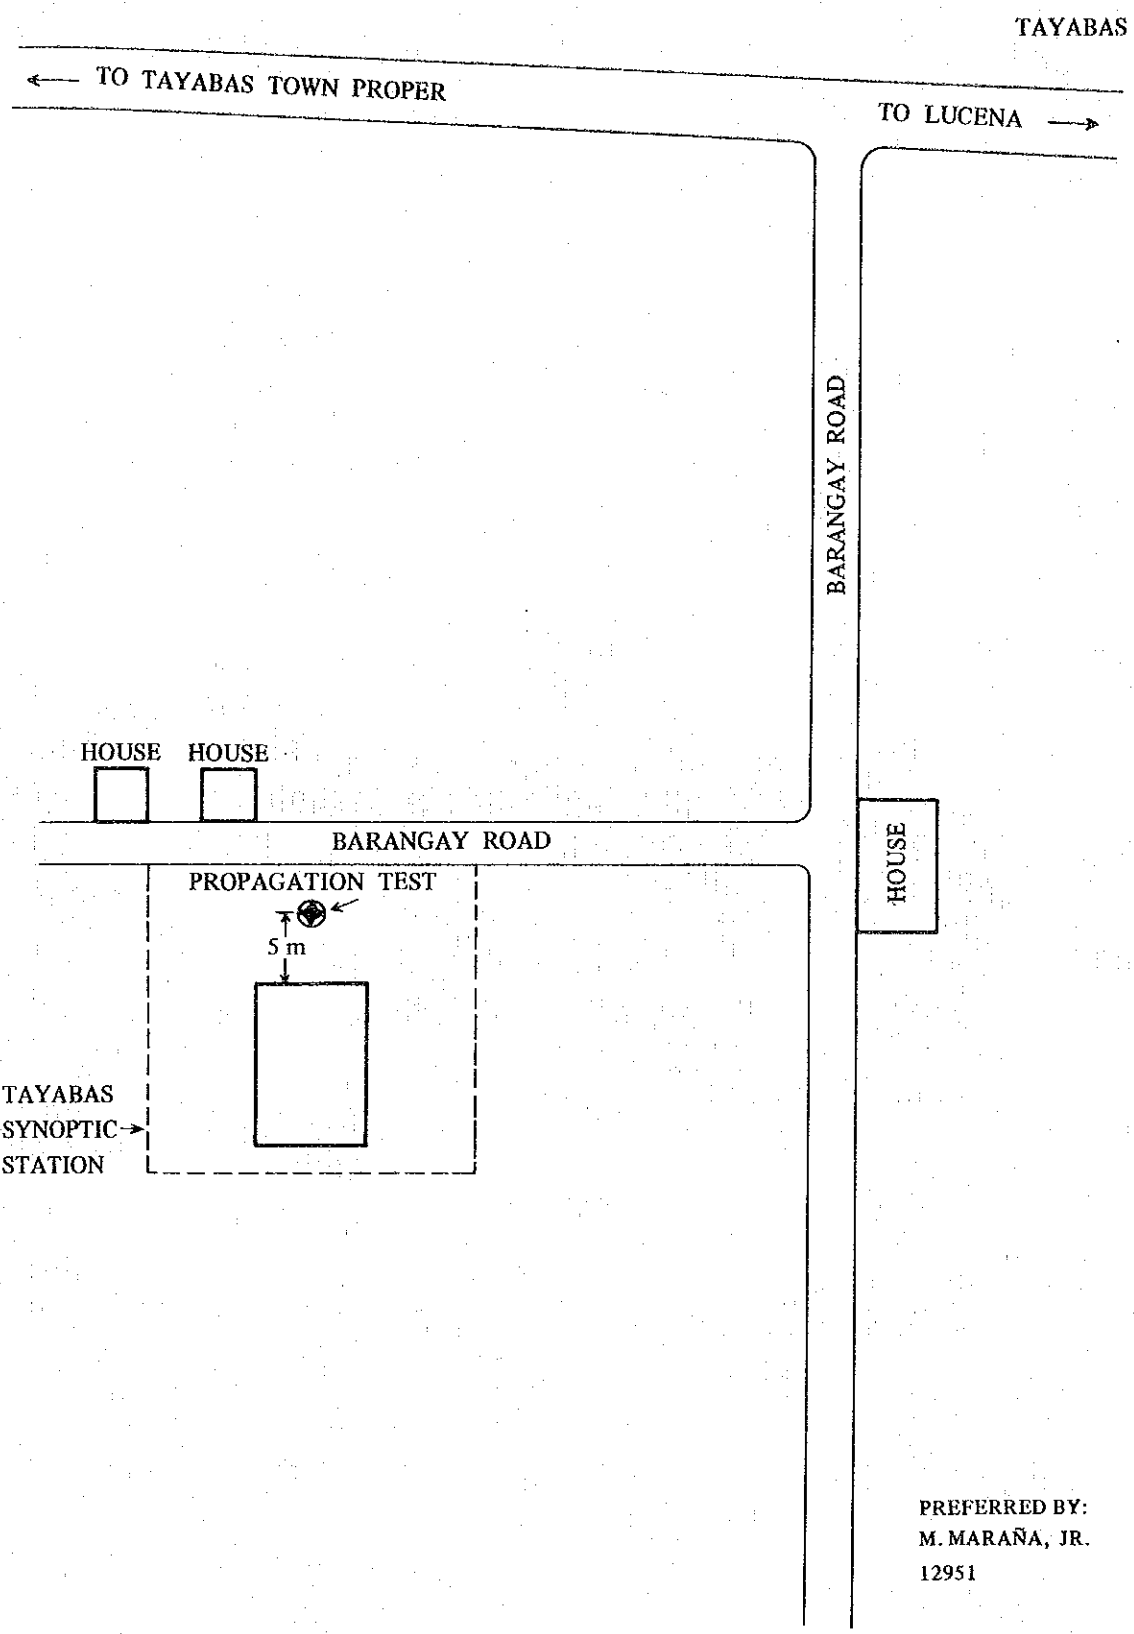 TAYABAS
TO TAYABAS TOWN PROPER
TO LUCENA
BARANGAY ROAD
HOUSE HOUSE
BARANGAY ROAD
HOUSE
PROPAGATION TEST
5 m
TAYABAS
SYNOPTIC
STATION
PREFERRED BY:
M. MARAÑA, JR.
12951